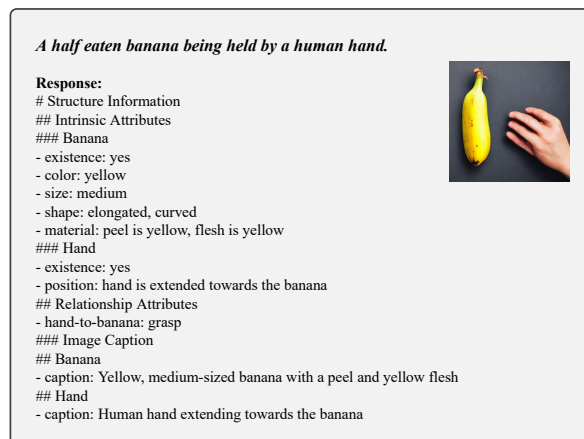 A half eaten banana being held by a human hand.
Response:
# Structure Information
## Intrinsic Attributes
### Banana
- existence: yes
- color: yellow
- size: medium
- shape: elongated, curved
- material: peel is yellow, flesh is yellow
### Hand
- existence: yes
- position: hand is extended towards the banana
## Relationship Attributes
- hand-to-banana: grasp
### Image Caption
## Banana
- caption: Yellow, medium-sized banana with a peel and yellow flesh
## Hand
- caption: Human hand extending towards the banana